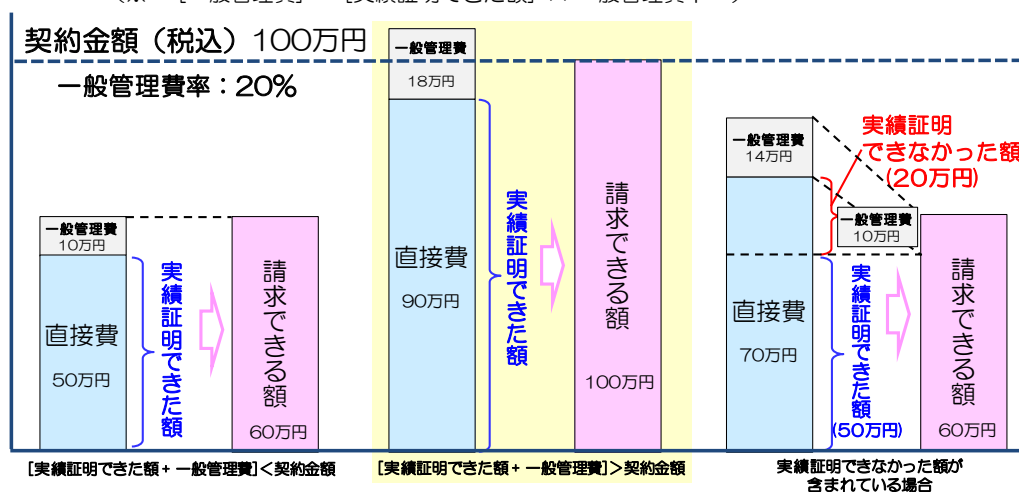 契約金額（税込）100万円
一般管理費率：20%
一般管理費
10万円
直接費
50万円
実績証明できた額
請求できる額
60万円
[実績証明できた額＋一般管理費]＜契約金額
一般管理費
18万円
直接費
90万円
実績証明できた額
請求できる額
100万円
[実績証明できた額＋一般管理費]＞契約金額
一般管理費
14万円
直接費
70万円
実績証明
できなかった額
(20万円)
一般管理費
10万円
実績証明できた額
(50万円)
請求できる額
60万円
実績証明できなかった額が
含まれている場合